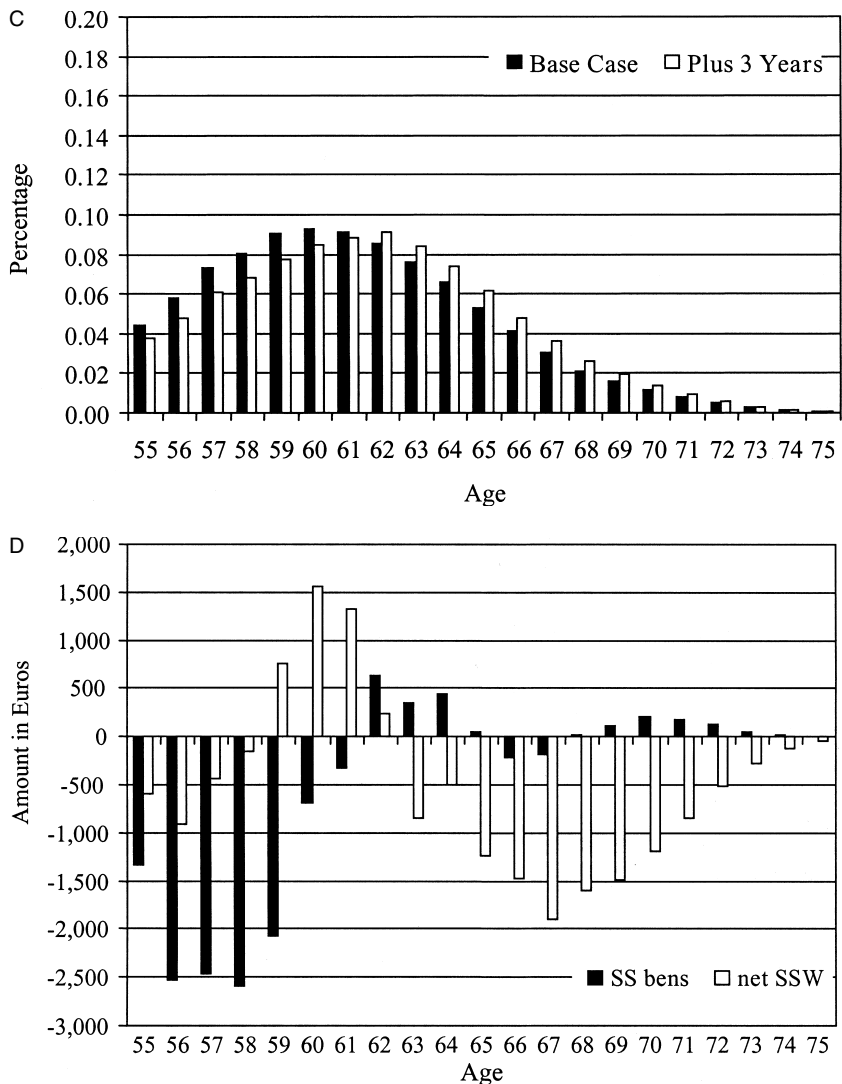 C
0.20
0.18
0.16
0.14
0.12
0.10
0.08
0.06
0.04
0.02
0.00
Percentage
Base Case Plus 3 Years
55 56 57 58 59 60 61 62 63 64 65 66 67 68 69 70 71 72 73 74 75
Age
D
2,000
1,500
1,000
500
0
-500
-1,000
-1,500
-2,000
-2,500
-3,000
Amount in Euros
SS bens net SSW
55 56 57 58 59 60 61 62 63 64 65 66 67 68 69 70 71 72 73 74 75
Age